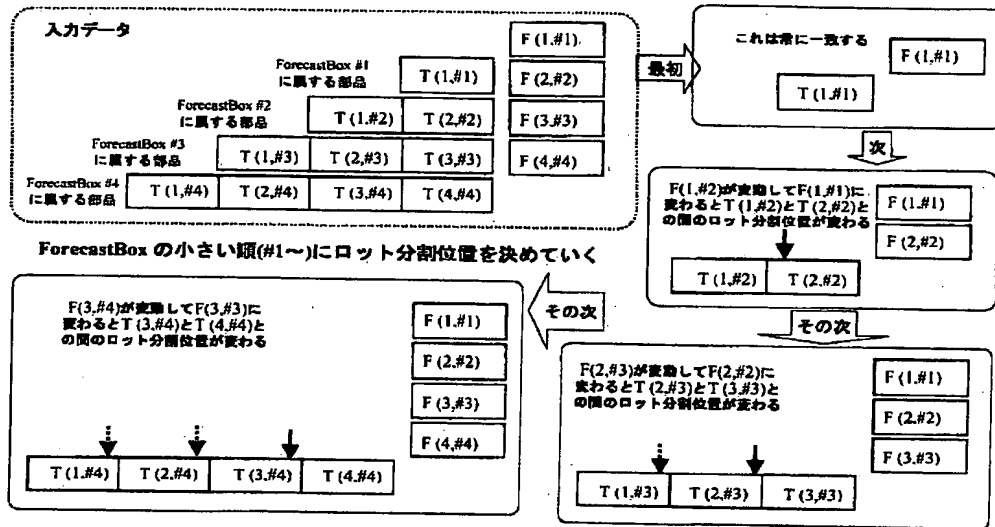 入力データ
F (1,#1)
ForecastBox #1
に属する部品
T (1,#1)
F (2,#2)
ForecastBox #2
に属する部品
T (1,#2) T (2,#2)
F (3,#3)
ForecastBox #3
に属する部品
T (1,#3) T (2,#3) T (3,#3)
F (4,#4)
ForecastBox #4
に属する部品
T (1,#4) T (2,#4) T (3,#4) T (4,#4)
最初
これは常に一致する
F (1,#1)
T (1,#1)
次
F(1,#2)が変動してF(1,#1)に
変わるとT (1,#2)とT (2,#2)と
の間のロット分割位置が変わる
F (1,#1)
F (2,#2)
T (1,#2) T (2,#2)
ForecastBox の小さい順(#1～)にロット分割位置を決めていく
その次
F(2,#3)が変動してF(2,#2)に
変わるとT (2,#3)とT (3,#3)と
の間のロット分割位置が変わる
F (1,#1)
F (2,#2)
F (3,#3)
T (1,#3) T (2,#3) T (3,#3)
その次
F(3,#4)が変動してF(3,#3)に
変わるとT (3,#4)とT (4,#4)と
の間のロット分割位置が変わる
F (1,#1)
F (2,#2)
F (3,#3)
F (4,#4)
T (1,#4) T (2,#4) T (3,#4) T (4,#4)